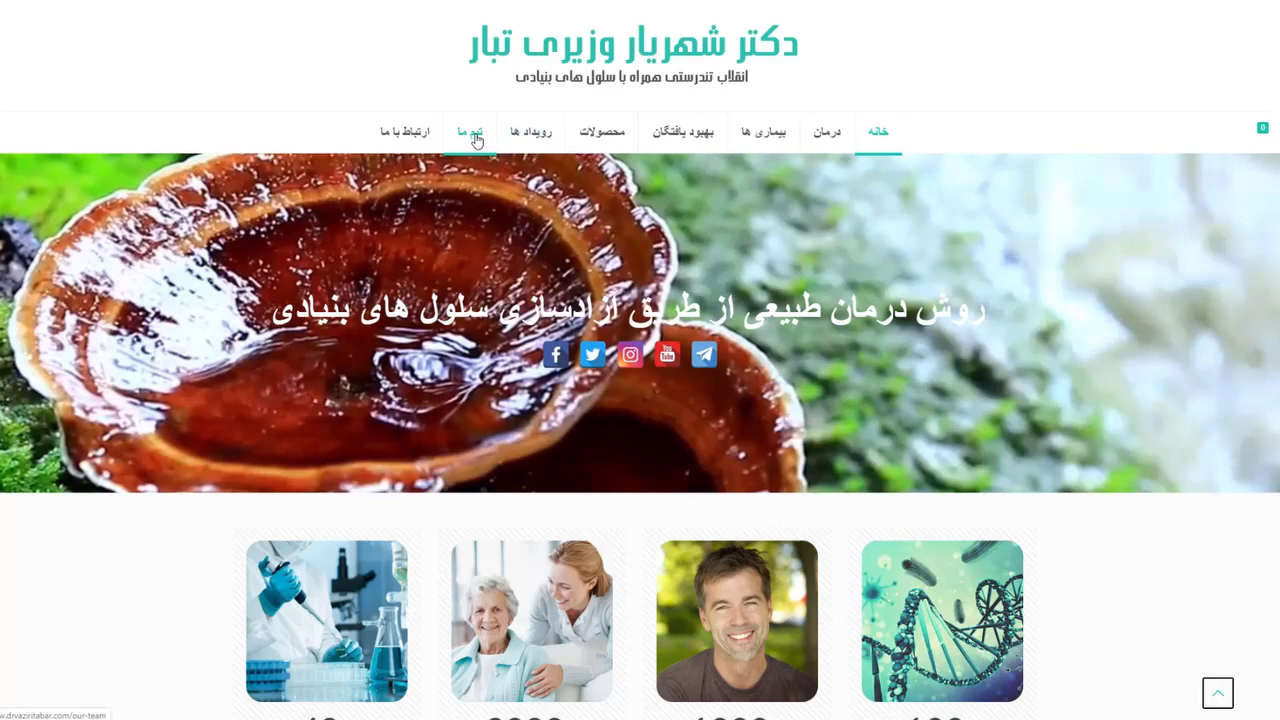 دکتر شهریار وزیری تبار
انقلاب تندرستی همراه با سلول های بنیادی
خانه
درمان
بیماری ها
بهبود یافتگان
محصولات
رویداد ها
تیم ما
ارتباط با ما
0
روش درمان طبیعی از طریق آزادسازی سلول های بنیادی
You Tube
w.drvaziritabar.com/our-team